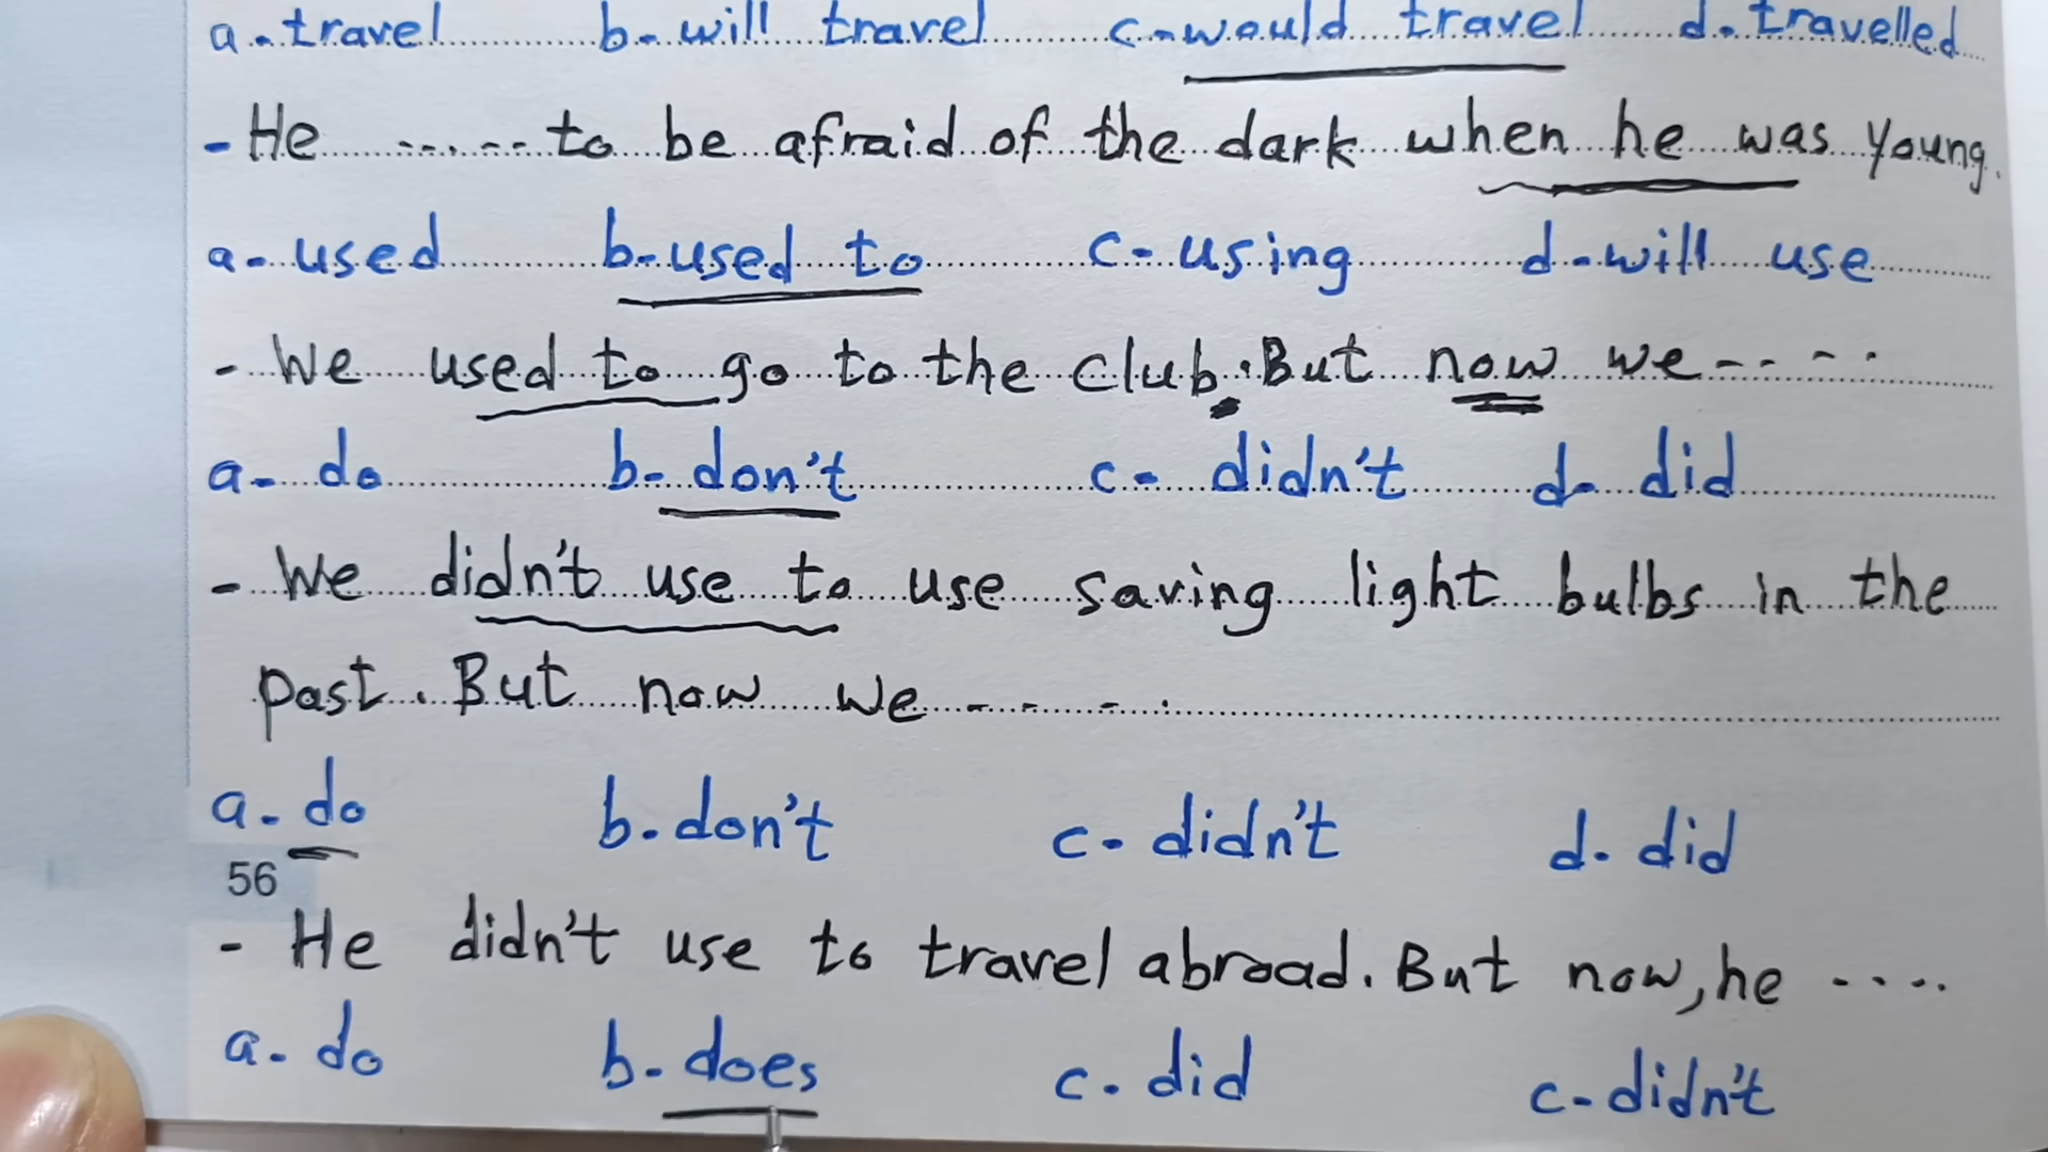 a-travel b-will travel c-would travel d-travelled
-He ........ to be afraid of the dark when he was young.
a- used b-used to c- using d-will use
- We used to go to the club. But now we - - - -
a- do b- don't c- didn't d- did
- We didn't use to use saving light bulbs in the
past. But now we - - - - .
a- do b- don't c- didn't d- did
56
- He didn't use to travel abroad. But now, he ....
a- do b- does c- did c- didn't